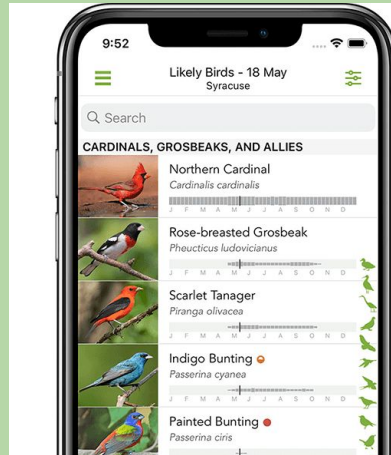 9:52
Likely Birds - 18 May
Syracuse
Search
CARDINALS, GROSBEAKS, AND ALLIES
Northern Cardinal
Cardinalis cardinalis
J F M A M J J A S O N D
Rose-breasted Grosbeak
Pheucticus ludovicianus
J F M A M J J A S O N D
Scarlet Tanager
Piranga olivacea
J F M A M J J A S O N D
Indigo Bunting
Passerina cyanea
J F M A M J J A S O N D
Painted Bunting
Passerina ciris